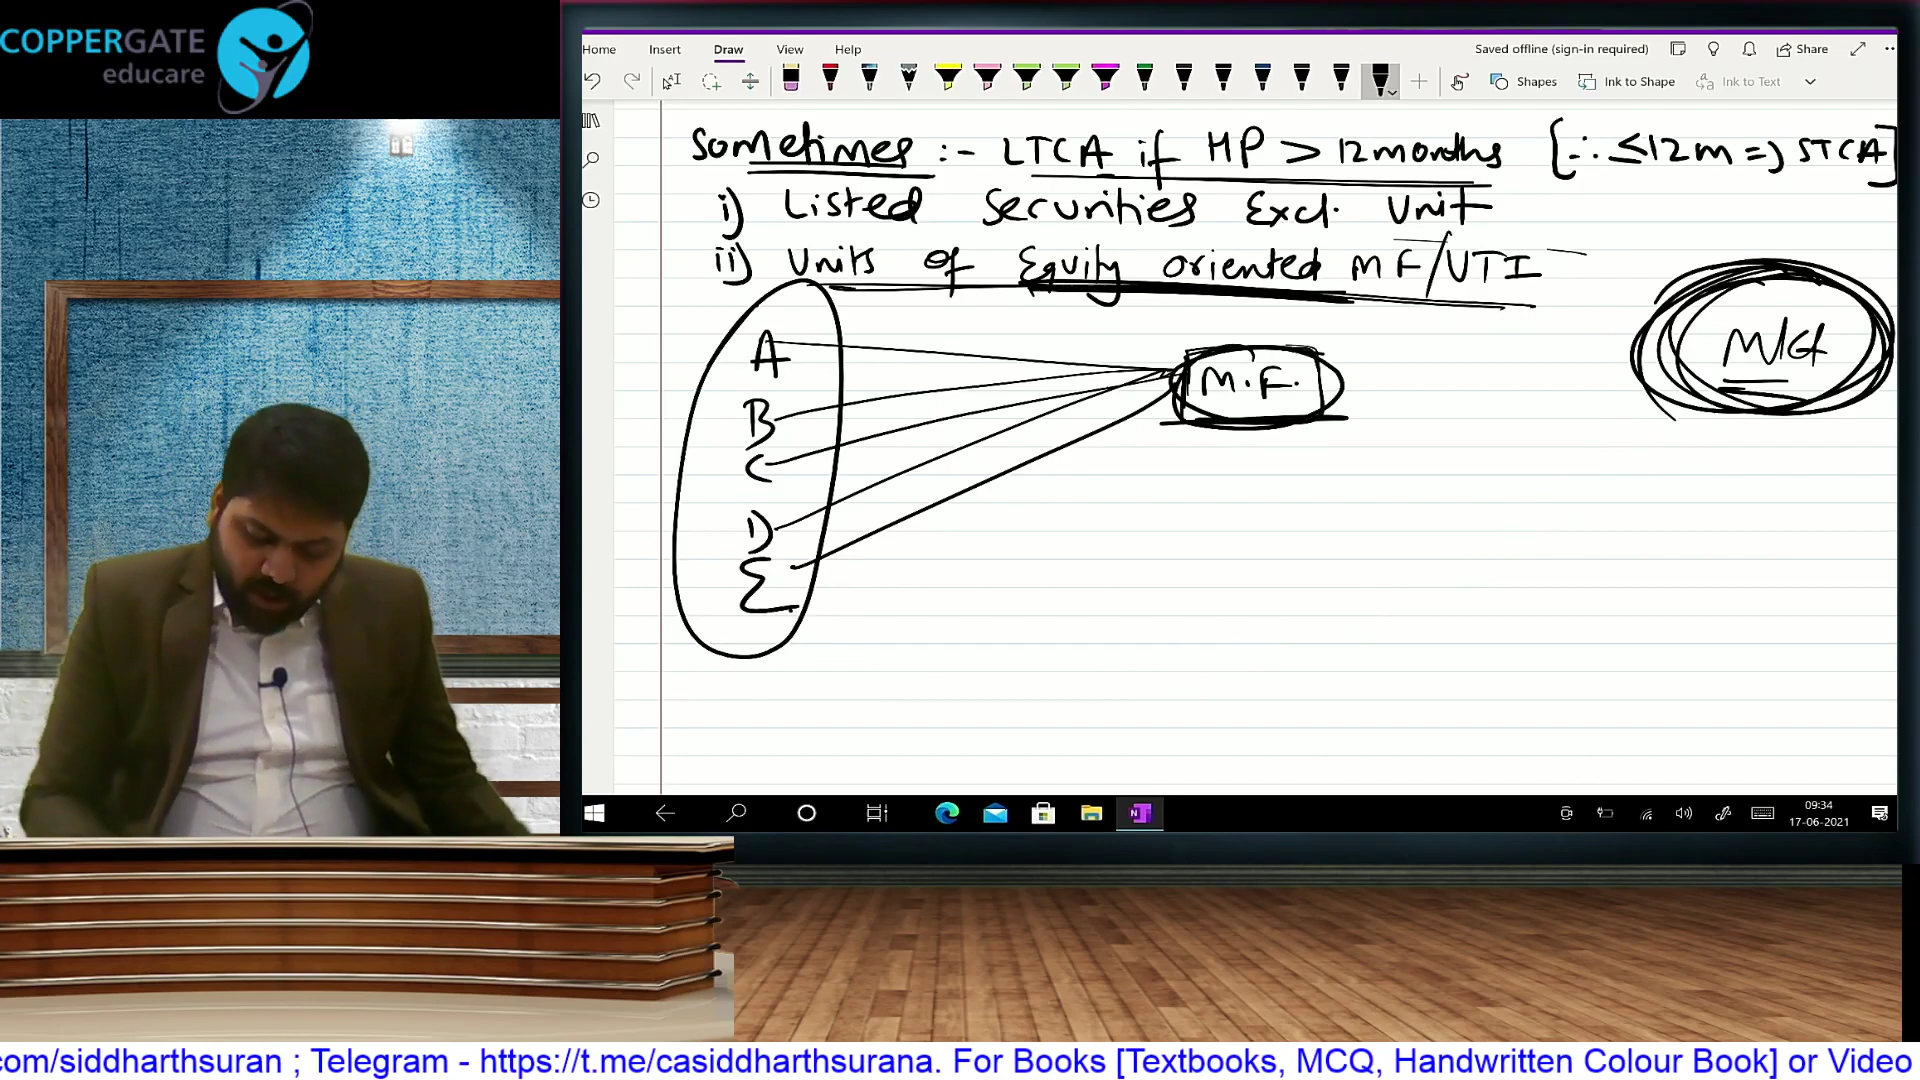 COPPERGATE
educare
Home Insert Draw View Help
Saved offline (sign-in required) Share
Shapes Ink to Shape Ink to Text
Sometimes :- LTCA if HP > 12 months [∴ ≤12m => STCA]
i) Listed Securities Excl. Unit
ii) Units of Equity oriented MF/UTI
A
B
C
D
E
M.F.
09:34
17-06-2021
com/siddharthsuran ; Telegram - https://t.me/casiddharthsurana. For Books [Textbooks, MCQ, Handwritten Colour Book] or Video